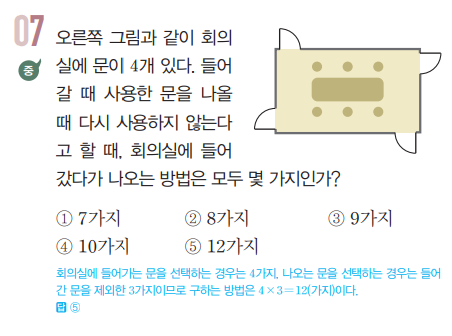 07
중
오른쪽 그림과 같이 회의
실에 문이 4개 있다. 들어
갈 때 사용한 문을 나올
때 다시 사용하지 않는다
고 할 때, 회의실에 들어
갔다가 나오는 방법은 모두 몇 가지인가?
① 7가지 ② 8가지 ③ 9가지
④ 10가지 ⑤ 12가지
회의실에 들어가는 문을 선택하는 경우는 4가지, 나오는 문을 선택하는 경우는 들어
간 문을 제외한 3가지이므로 구하는 방법은 4×3=12(가지)이다.
답 ⑤